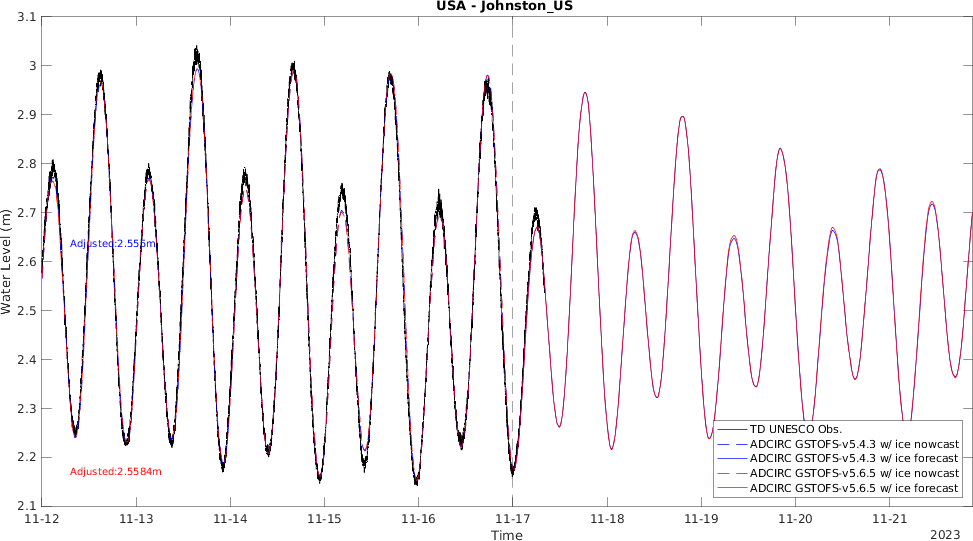 USA - Johnston_US
3.1
3
2.9
2.8
2.7
2.6
2.5
2.4
2.3
2.2
2.1
Water Level (m)
Adjusted:2.556m
Adjusted:2.5584m
TD UNESCO Obs.
ADCIRC GSTOFS-v5.4.3 w/ ice nowcast
ADCIRC GSTOFS-v5.4.3 w/ ice forecast
ADCIRC GSTOFS-v5.6.5 w/ ice nowcast
ADCIRC GSTOFS-v5.6.5 w/ ice forecast
11-12 11-13 11-14 11-15 11-16 11-17 11-18 11-19 11-20 11-21
Time
2023